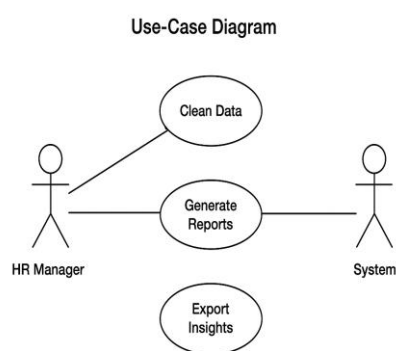 Use-Case Diagram
Clean Data
Generate
Reports
HR Manager
System
Export
Insights